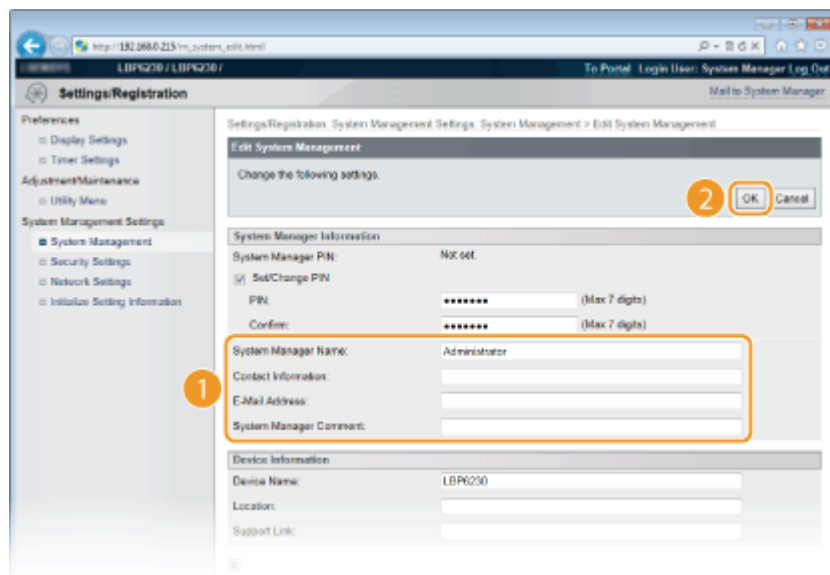 http://192.168.0.215/m_system_edit.html
LBP6230 / LBP6230 /
To Portal Login User: System Manager Log Out
Settings/Registration
Mail to System Manager
Preferences
Display Settings
Timer Settings
Adjustment/Maintenance
Utility Menu
System Management Settings
System Management
Security Settings
Network Settings
Initialize Setting Information
Settings/Registration: System Management Settings: System Management > Edit System Management
Edit System Management
Change the following settings.
2
OK Cancel
System Manager Information
System Manager PIN: Not set.
Set/Change PIN
PIN: ••••••• (Max 7 digits)
Confirm: ••••••• (Max 7 digits)
1
System Manager Name: Administrator
Contact Information:
E-Mail Address:
System Manager Comment:
Device Information
Device Name: LBP6230
Location:
Support Link: